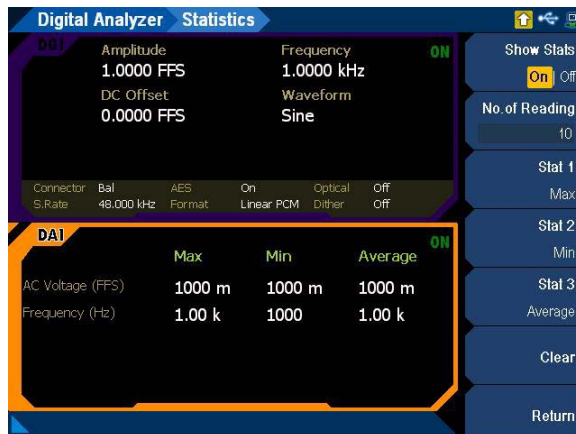 Digital Analyzer Statistics
DGI ON
Amplitude Frequency
1.0000 FFS 1.0000 kHz
DC Offset Waveform
0.0000 FFS Sine
Connector Bal AES On Optical Off
S.Rate 48.000 kHz Format Linear PCM Dither Off
DAI ON
Max Min Average
AC Voltage (FFS) 1000 m 1000 m 1000 m
Frequency (Hz) 1.00 k 1000 1.00 k
Show Stats
On Off
No.of Reading
10
Stat 1
Max
Stat 2
Min
Stat 3
Average
Clear
Return